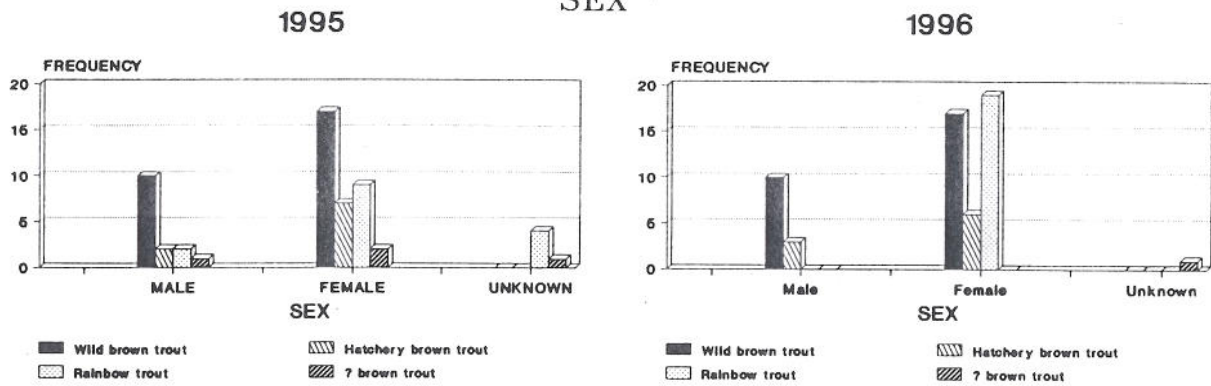 SEX
1995
FREQUENCY
20
15
10
5
0
MALE FEMALE UNKNOWN
SEX
Wild brown trout
Hatchery brown trout
Rainbow trout
? brown trout
1996
FREQUENCY
20
15
10
5
0
Male Female Unknown
SEX
Wild brown trout
Hatchery brown trout
Rainbow trout
? brown trout